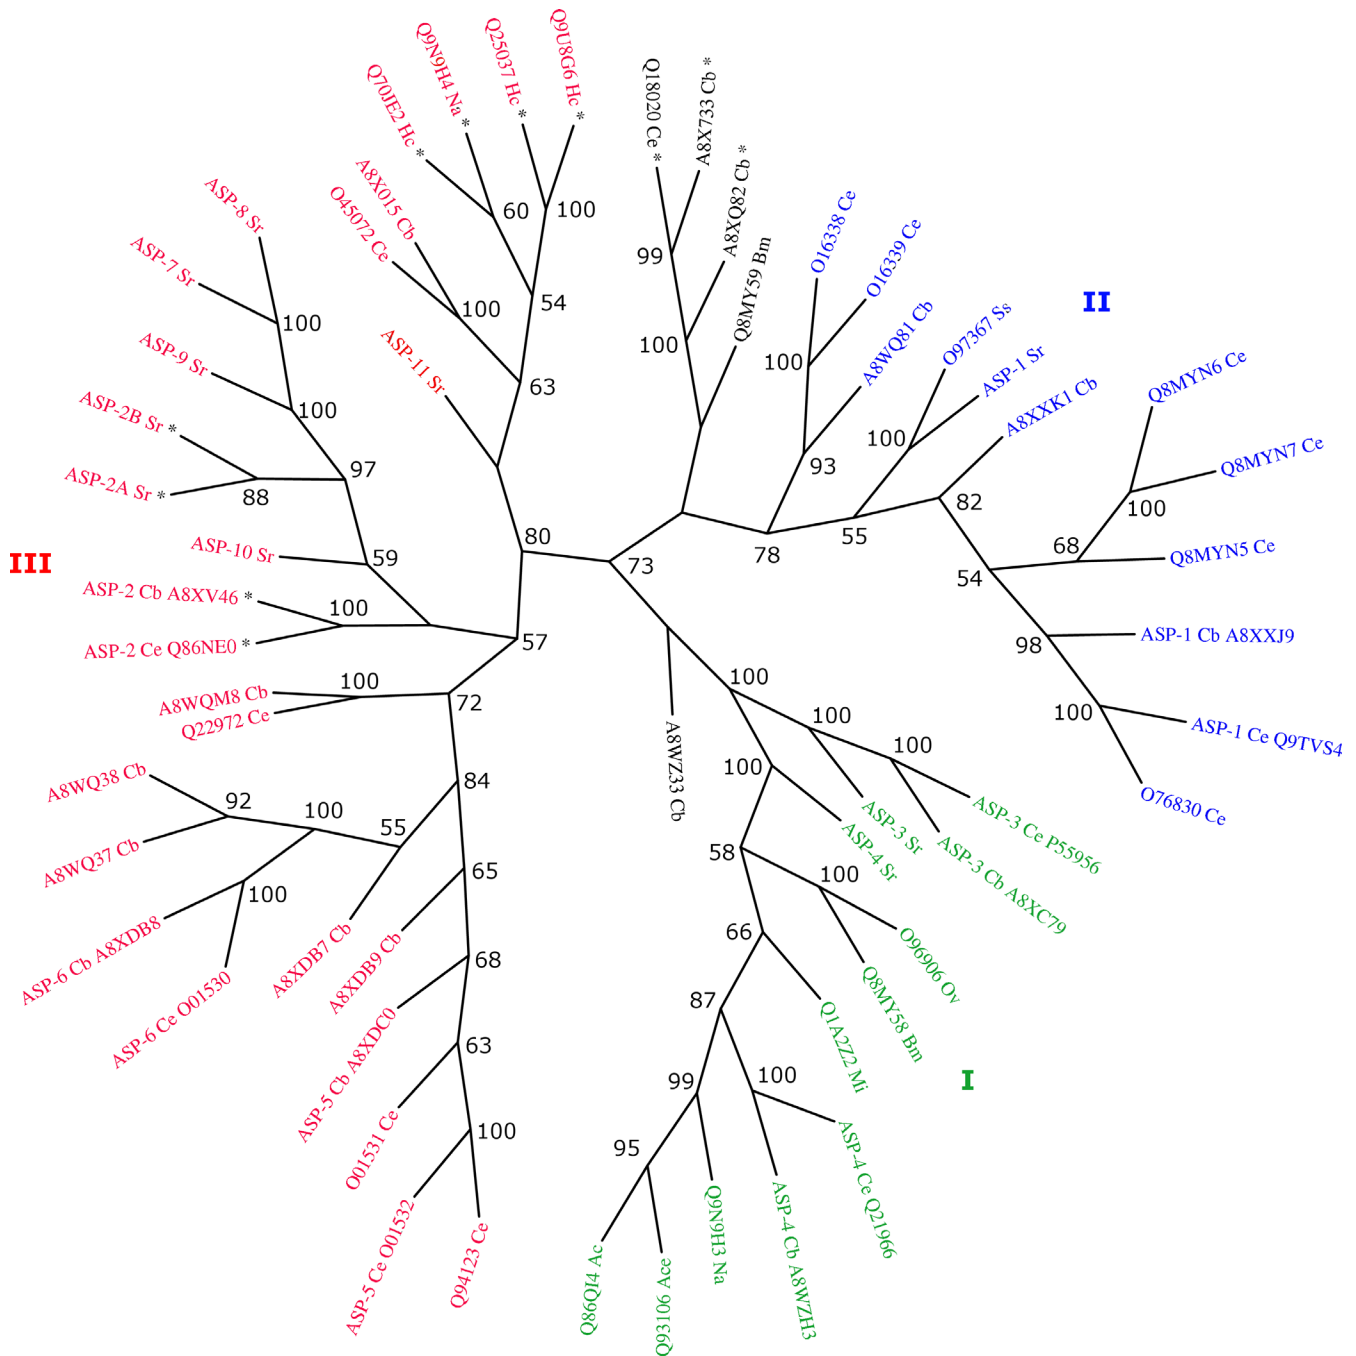 Q9U8G6 Hc *
Q25037 Hc *
Q9N9H4 Na *
Q70JE2 Hc *
60
100
A8X015 Cb
O45072 Ce
100
54
63
ASP-11 Sr
ASP-8 Sr
ASP-7 Sr
100
ASP-9 Sr
100
ASP-2B Sr *
ASP-2A Sr *
88
97
ASP-10 Sr
59
III
ASP-2 Cb A8XV46 *
ASP-2 Ce Q86NE0 *
100
80
57
A8WQM8 Cb
Q22972 Ce
100
72
A8WQ38 Cb
A8WQ37 Cb
92
100
ASP-6 Cb A8XDB8
ASP-6 Ce O01530
100
55
84
A8XDB7 Cb
A8XDB9 Cb
65
ASP-5 Cb A8XDC0
68
O01531 Ce
63
ASP-5 Ce O01532
Q94123 Ce
100
Q18020 Ce *
A8X733 Cb *
99
A8XQ82 Cb *
100
Q8MY59 Bm
73
O16338 Ce
O16339 Ce
100
A8WQ81 Cb
93
78
O97367 Ss
ASP-1 Sr
100
55
II
A8XXK1 Cb
82
Q8MYN6 Ce
Q8MYN7 Ce
100
Q8MYN5 Ce
68
54
ASP-1 Cb A8XXJ9
98
ASP-1 Ce Q9TVS4
O76830 Ce
100
A8WZ33 Cb
100
100
100
ASP-3 Ce P55956
ASP-3 Cb A8XC79
ASP-3 Sr
ASP-4 Sr
100
58
100
O96906 Ov
Q8MY58 Bm
66
Q1A2Z2 Mi
I
87
100
ASP-4 Ce Q21966
ASP-4 Cb A8WZH3
99
Q9N9H3 Na
95
Q93106 Ace
Q86QI4 Ac